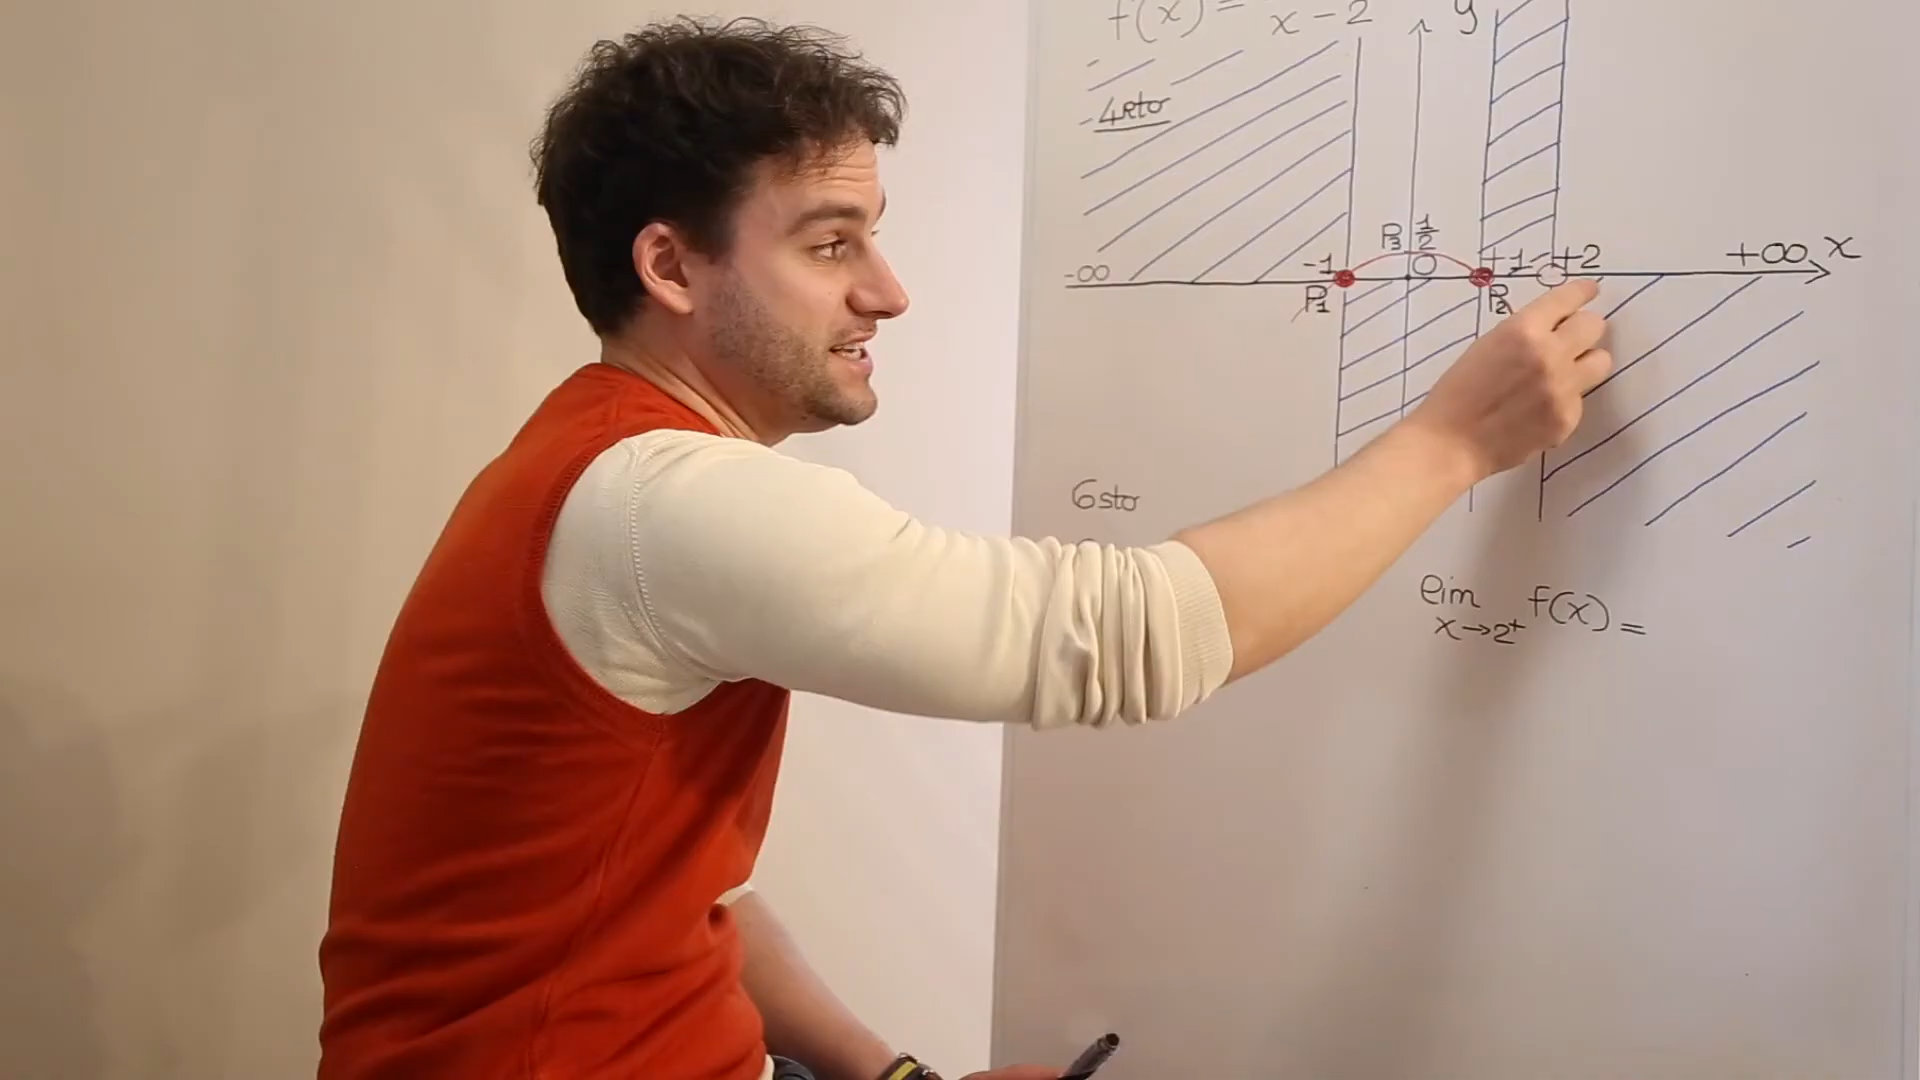 f(x) =
x-2
y
4rto
P3 1/2
-∞ -1 0 +1 +2 +∞ x
P1 P2
6sto
lim f(x) =
x→2⁺